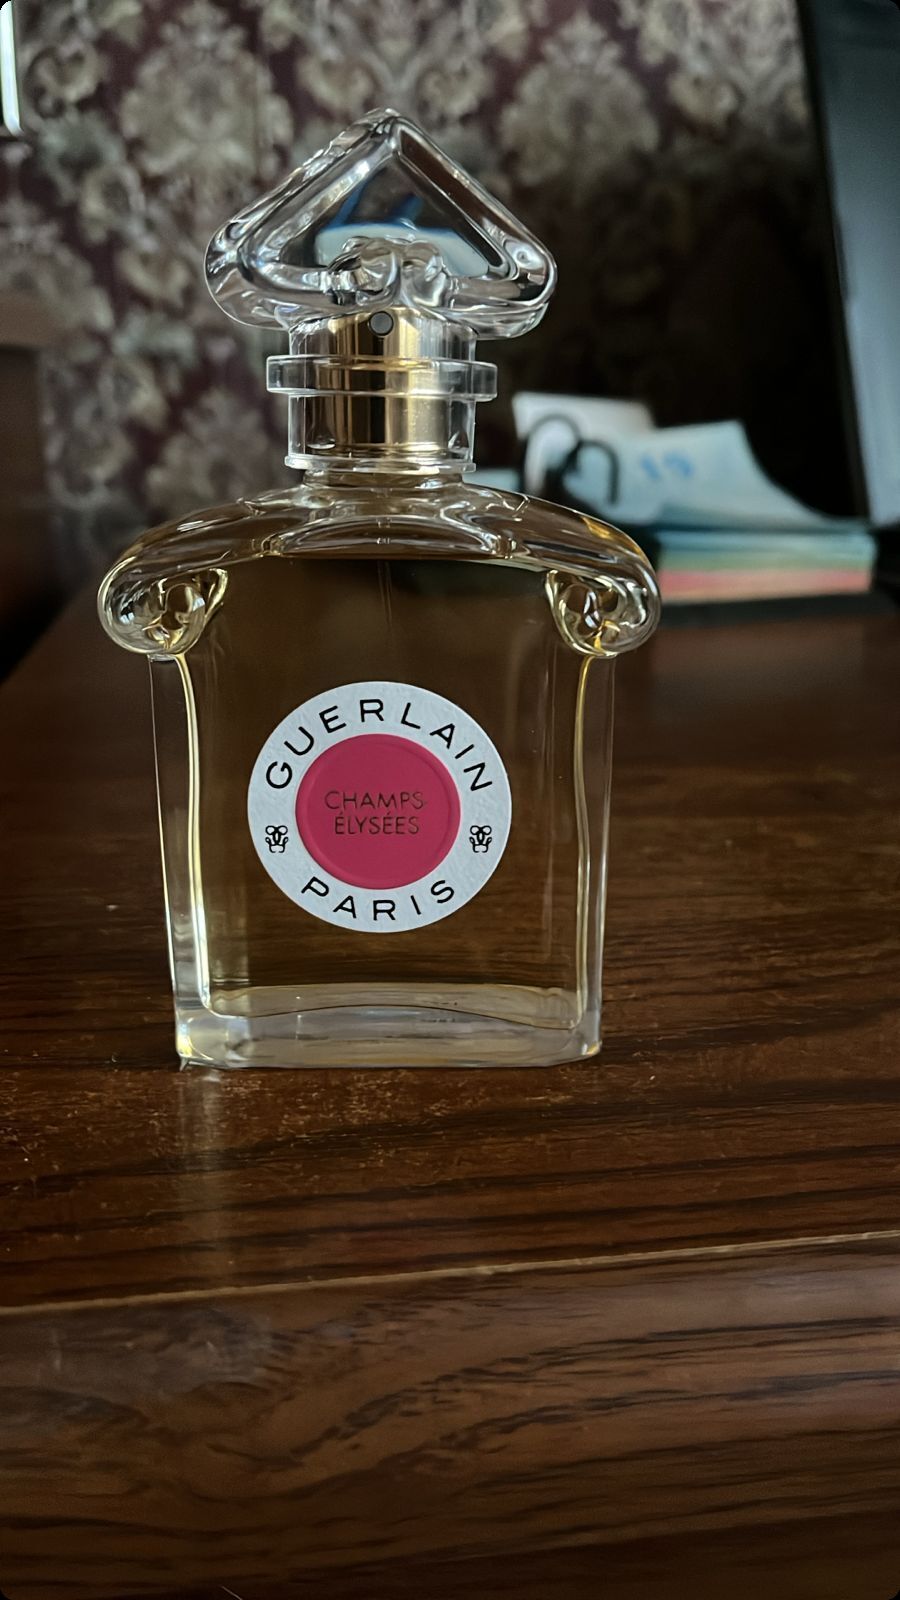 GUERLAIN
CHAMPS-
ÉLYSÉES
PARIS